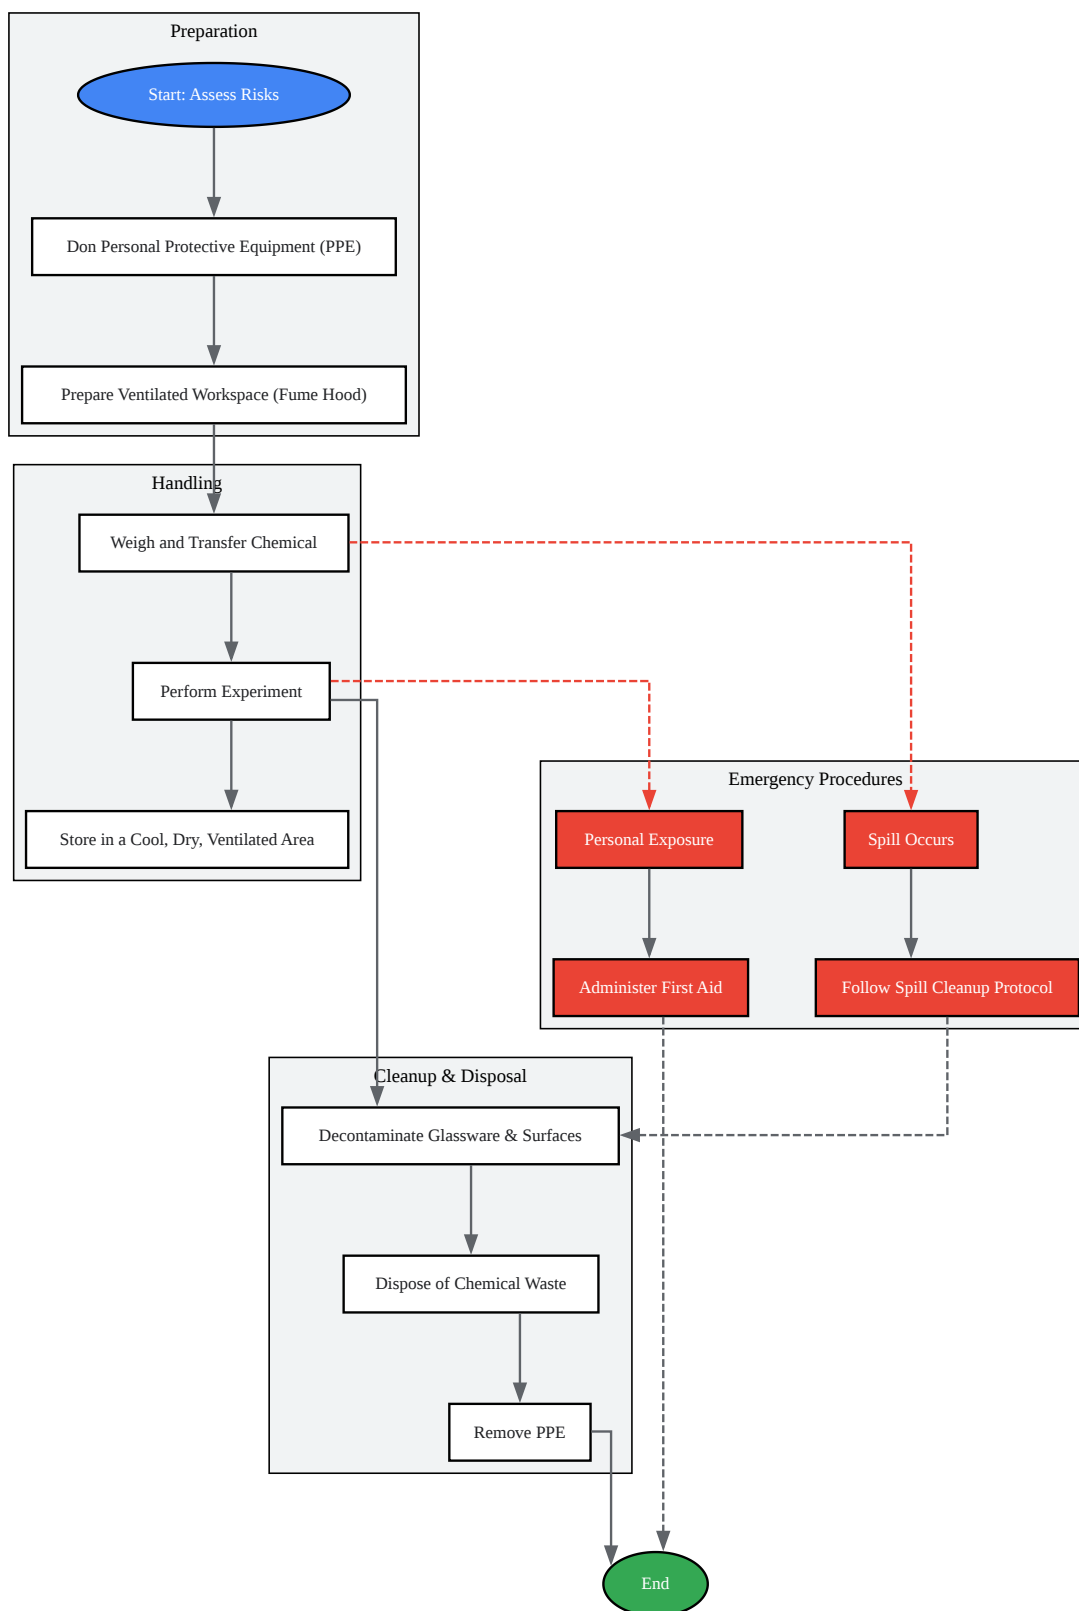 Preparation
Start: Assess Risks
Don Personal Protective Equipment (PPE)
Prepare Ventilated Workspace (Fume Hood)
Handling
Weigh and Transfer Chemical
Perform Experiment
Store in a Cool, Dry, Ventilated Area
Emergency Procedures
Personal Exposure
Spill Occurs
Administer First Aid
Follow Spill Cleanup Protocol
Cleanup & Disposal
Decontaminate Glassware & Surfaces
Dispose of Chemical Waste
Remove PPE
End